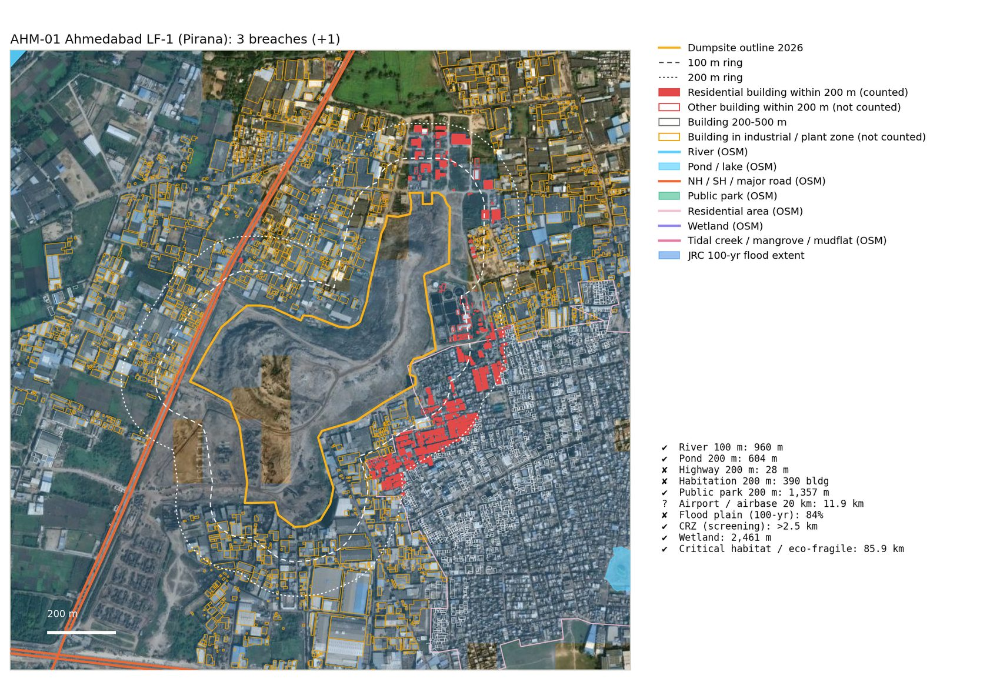 AHM-01 Ahmedabad LF-1 (Pirana): 3 breaches (+1)
Dumpsite outline 2026
100 m ring
200 m ring
Residential building within 200 m (counted)
Other building within 200 m (not counted)
Building 200-500 m
Building in industrial / plant zone (not counted)
River (OSM)
Pond / lake (OSM)
NH / SH / major road (OSM)
Public park (OSM)
Residential area (OSM)
Wetland (OSM)
Tidal creek / mangrove / mudflat (OSM)
JRC 100-yr flood extent
✔ River 100 m: 960 m
✔ Pond 200 m: 604 m
✘ Highway 200 m: 28 m
✘ Habitation 200 m: 390 bldg
✔ Public park 200 m: 1,357 m
? Airport / airbase 20 km: 11.9 km
✘ Flood plain (100-yr): 84%
✔ CRZ (screening): >2.5 km
✔ Wetland: 2,461 m
✔ Critical habitat / eco-fragile: 85.9 km
200 m